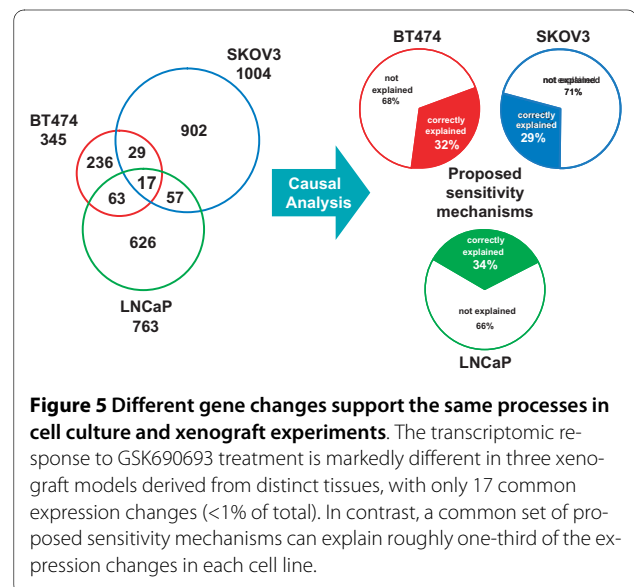 SKOV3
1004
BT474
345
902
236
29
17
63
57
626
LNCaP
763
Causal
Analysis
BT474
not
explained
68%
correctly
explained
32%
SKOV3
not explained
71%
correctly
explained
29%
Proposed
sensitivity
mechanisms
correctly
explained
34%
not explained
66%
LNCaP
Figure 5 Different gene changes support the same processes in
cell culture and xenograft experiments. The transcriptomic re-
sponse to GSK690693 treatment is markedly different in three xeno-
graft models derived from distinct tissues, with only 17 common
expression changes (<1% of total). In contrast, a common set of pro-
posed sensitivity mechanisms can explain roughly one-third of the ex-
pression changes in each cell line.